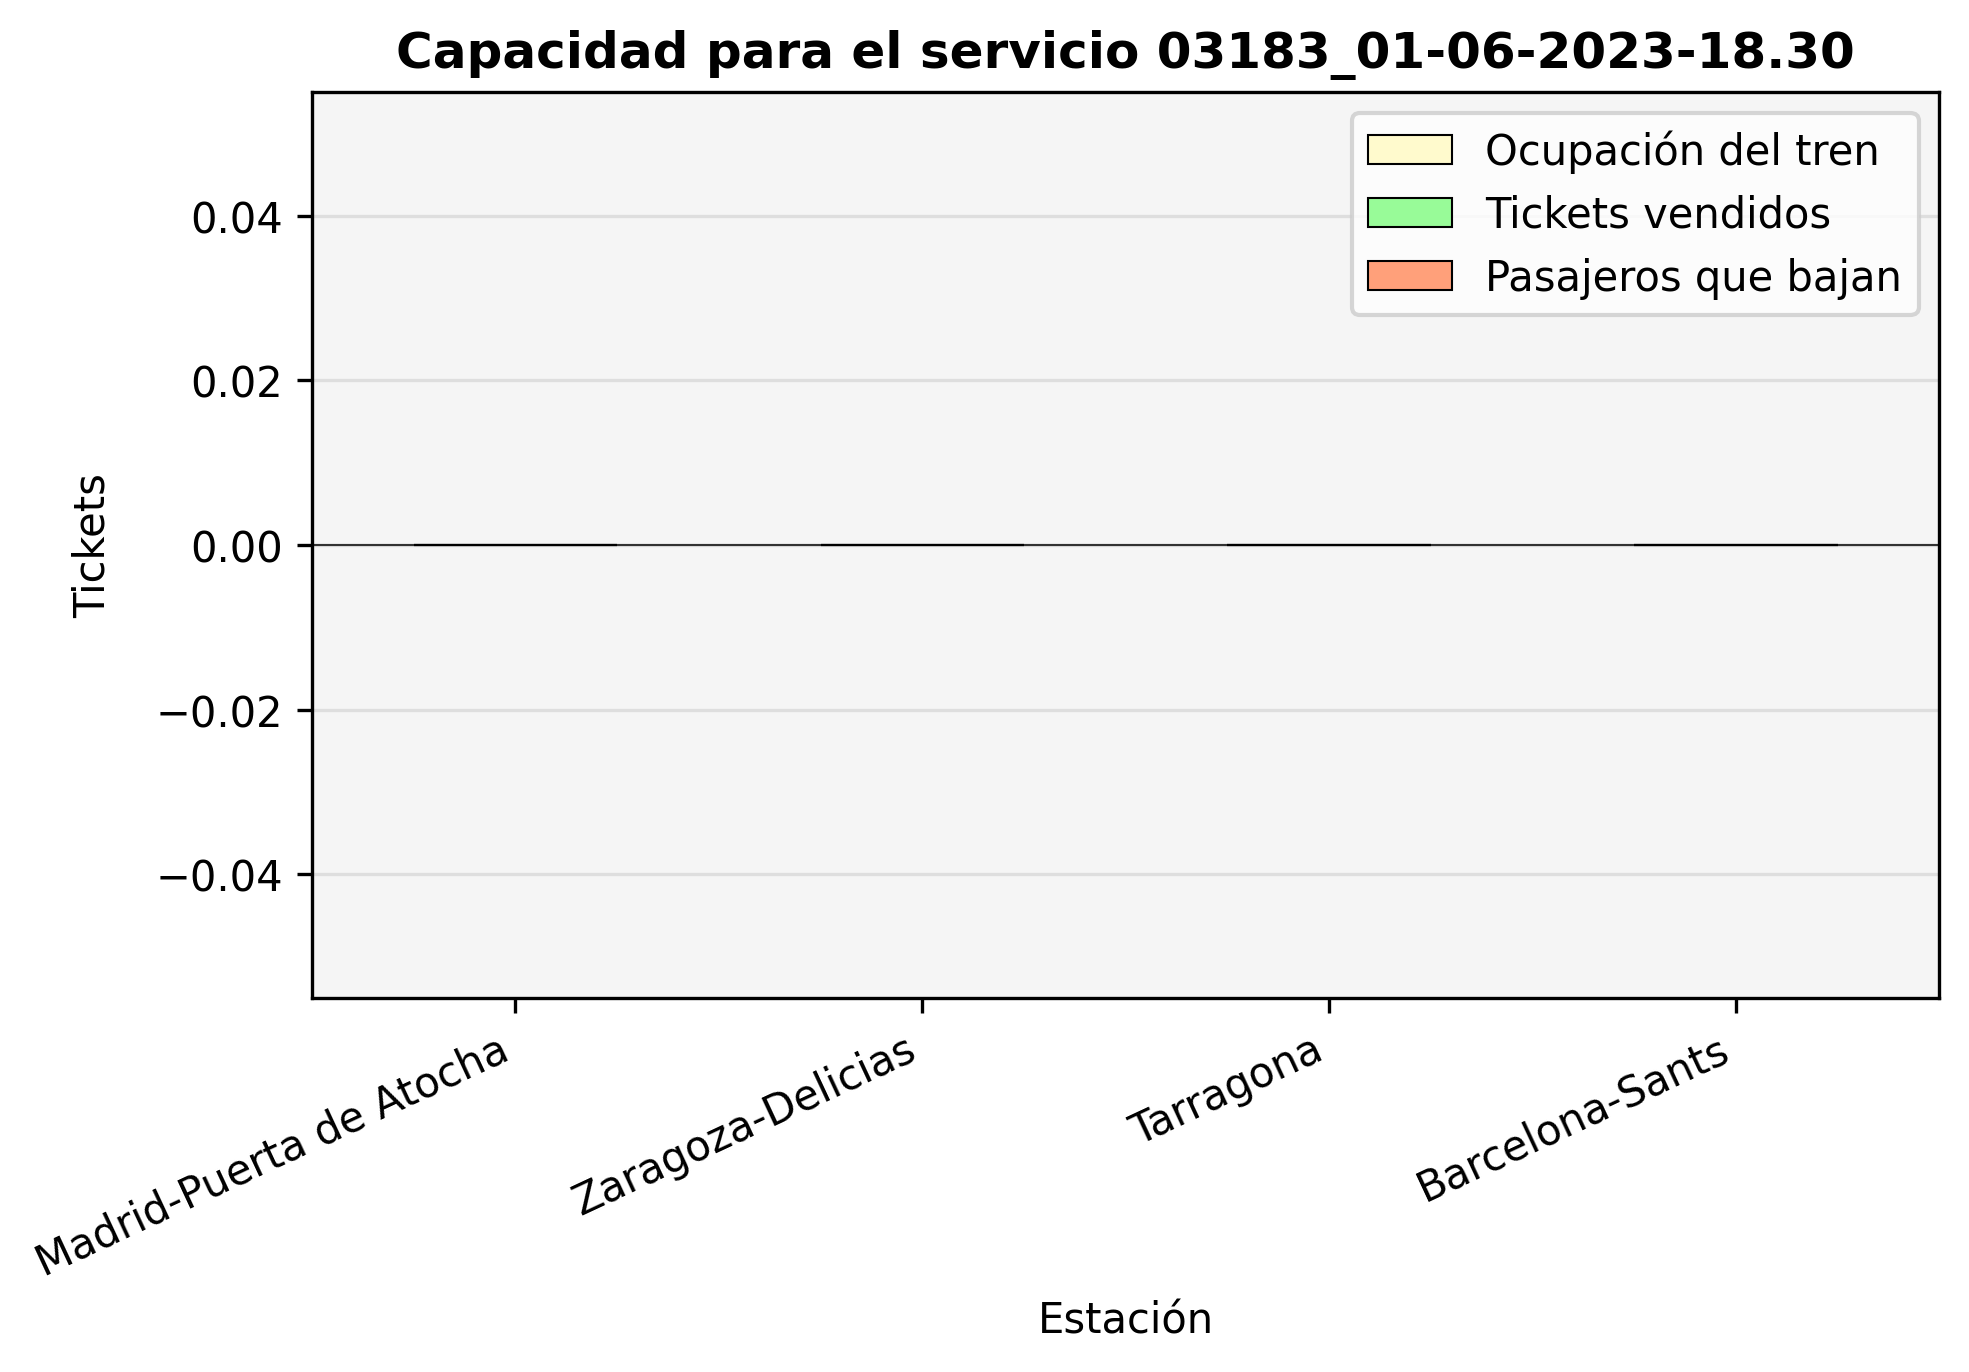 Capacidad para el servicio 03183_01-06-2023-18.30
Ocupación del tren
Tickets vendidos
Pasajeros que bajan
0.04
0.02
0.00
−0.02
−0.04
Tickets
Madrid-Puerta de Atocha
Zaragoza-Delicias
Tarragona
Barcelona-Sants
Estación